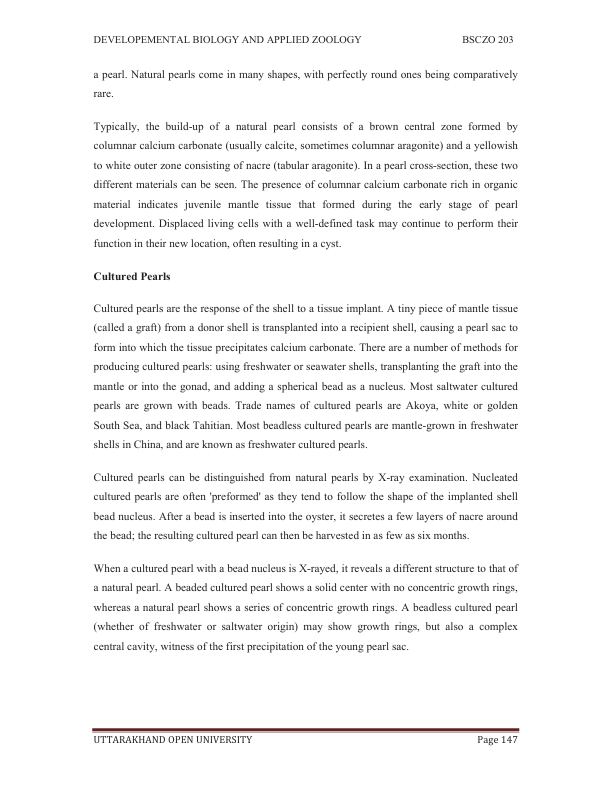 DEVELOPEMENTAL BIOLOGY AND APPLIED ZOOLOGY BSCZO 203
a pearl. Natural pearls come in many shapes, with perfectly round ones being comparatively
rare.
Typically, the build-up of a natural pearl consists of a brown central zone formed by
columnar calcium carbonate (usually calcite, sometimes columnar aragonite) and a yellowish
to white outer zone consisting of nacre (tabular aragonite). In a pearl cross-section, these two
different materials can be seen. The presence of columnar calcium carbonate rich in organic
material indicates juvenile mantle tissue that formed during the early stage of pearl
development. Displaced living cells with a well-defined task may continue to perform their
function in their new location, often resulting in a cyst.
Cultured Pearls
Cultured pearls are the response of the shell to a tissue implant. A tiny piece of mantle tissue
(called a graft) from a donor shell is transplanted into a recipient shell, causing a pearl sac to
form into which the tissue precipitates calcium carbonate. There are a number of methods for
producing cultured pearls: using freshwater or seawater shells, transplanting the graft into the
mantle or into the gonad, and adding a spherical bead as a nucleus. Most saltwater cultured
pearls are grown with beads. Trade names of cultured pearls are Akoya, white or golden
South Sea, and black Tahitian. Most beadless cultured pearls are mantle-grown in freshwater
shells in China, and are known as freshwater cultured pearls.
Cultured pearls can be distinguished from natural pearls by X-ray examination. Nucleated
cultured pearls are often 'preformed' as they tend to follow the shape of the implanted shell
bead nucleus. After a bead is inserted into the oyster, it secretes a few layers of nacre around
the bead; the resulting cultured pearl can then be harvested in as few as six months.
When a cultured pearl with a bead nucleus is X-rayed, it reveals a different structure to that of
a natural pearl. A beaded cultured pearl shows a solid center with no concentric growth rings,
whereas a natural pearl shows a series of concentric growth rings. A beadless cultured pearl
(whether of freshwater or saltwater origin) may show growth rings, but also a complex
central cavity, witness of the first precipitation of the young pearl sac.
UTTARAKHAND OPEN UNIVERSITY Page 147